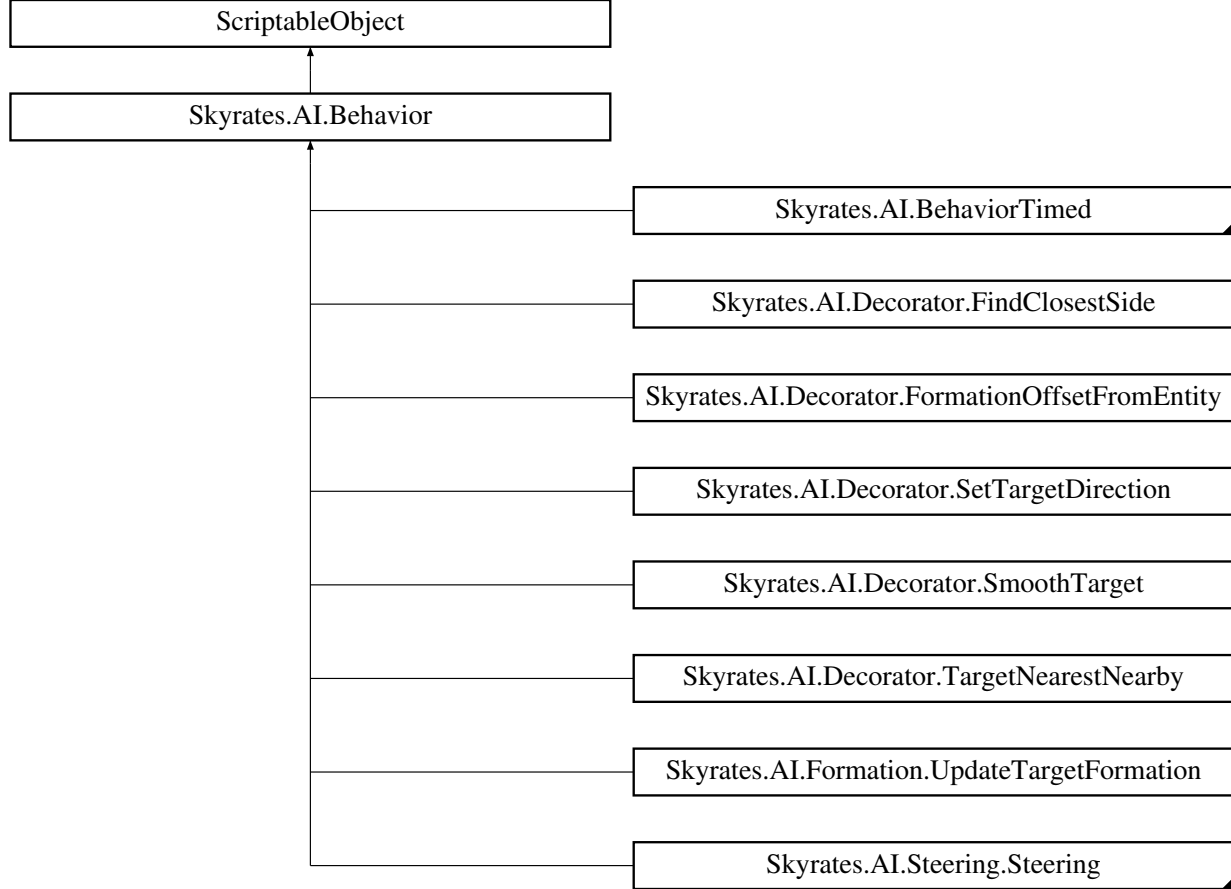 ScriptableObject
Skyrates.AI.Behavior
Skyrates.AI.BehaviorTimed
Skyrates.AI.Decorator.FindClosestSide
Skyrates.AI.Decorator.FormationOffsetFromEntity
Skyrates.AI.Decorator.SetTargetDirection
Skyrates.AI.Decorator.SmoothTarget
Skyrates.AI.Decorator.TargetNearestNearby
Skyrates.AI.Formation.UpdateTargetFormation
Skyrates.AI.Steering.Steering